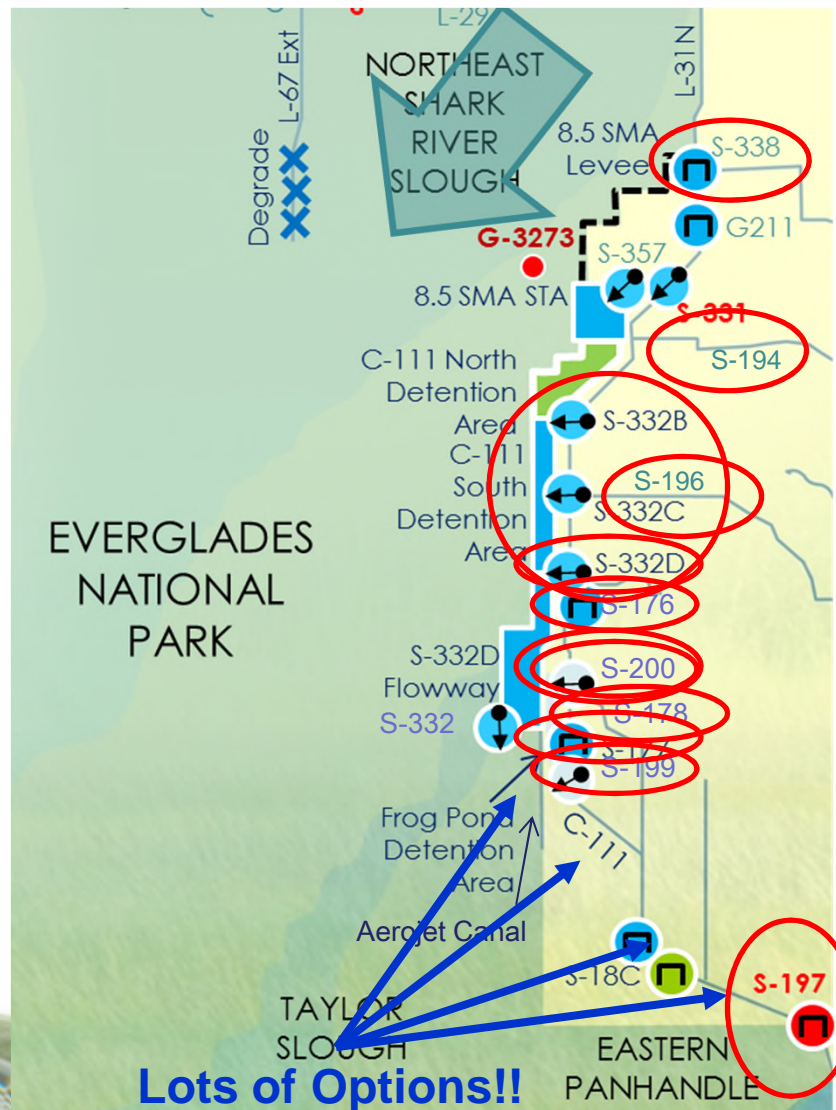 L-29
L-67 Ext
L-31N
NORTHEAST
SHARK
RIVER
SLOUGH
8.5 SMA
Levee
S-338
Degrade
G211
G-3273
S-357
8.5 SMA STA
S-331
S-194
C-111 North
Detention
Area
S-332B
C-111
South
Detention
Area
S-196
S-332C
S-332D
EVERGLADES
NATIONAL
PARK
S-176
S-332D
Flowway
S-200
S-332
S-178
S-177
S-199
Frog Pond
Detention
Area
C-111
Aerojet Canal
S-18C
S-197
TAYLOR
SLOUGH
EASTERN
PANHANDLE
Lots of Options!!